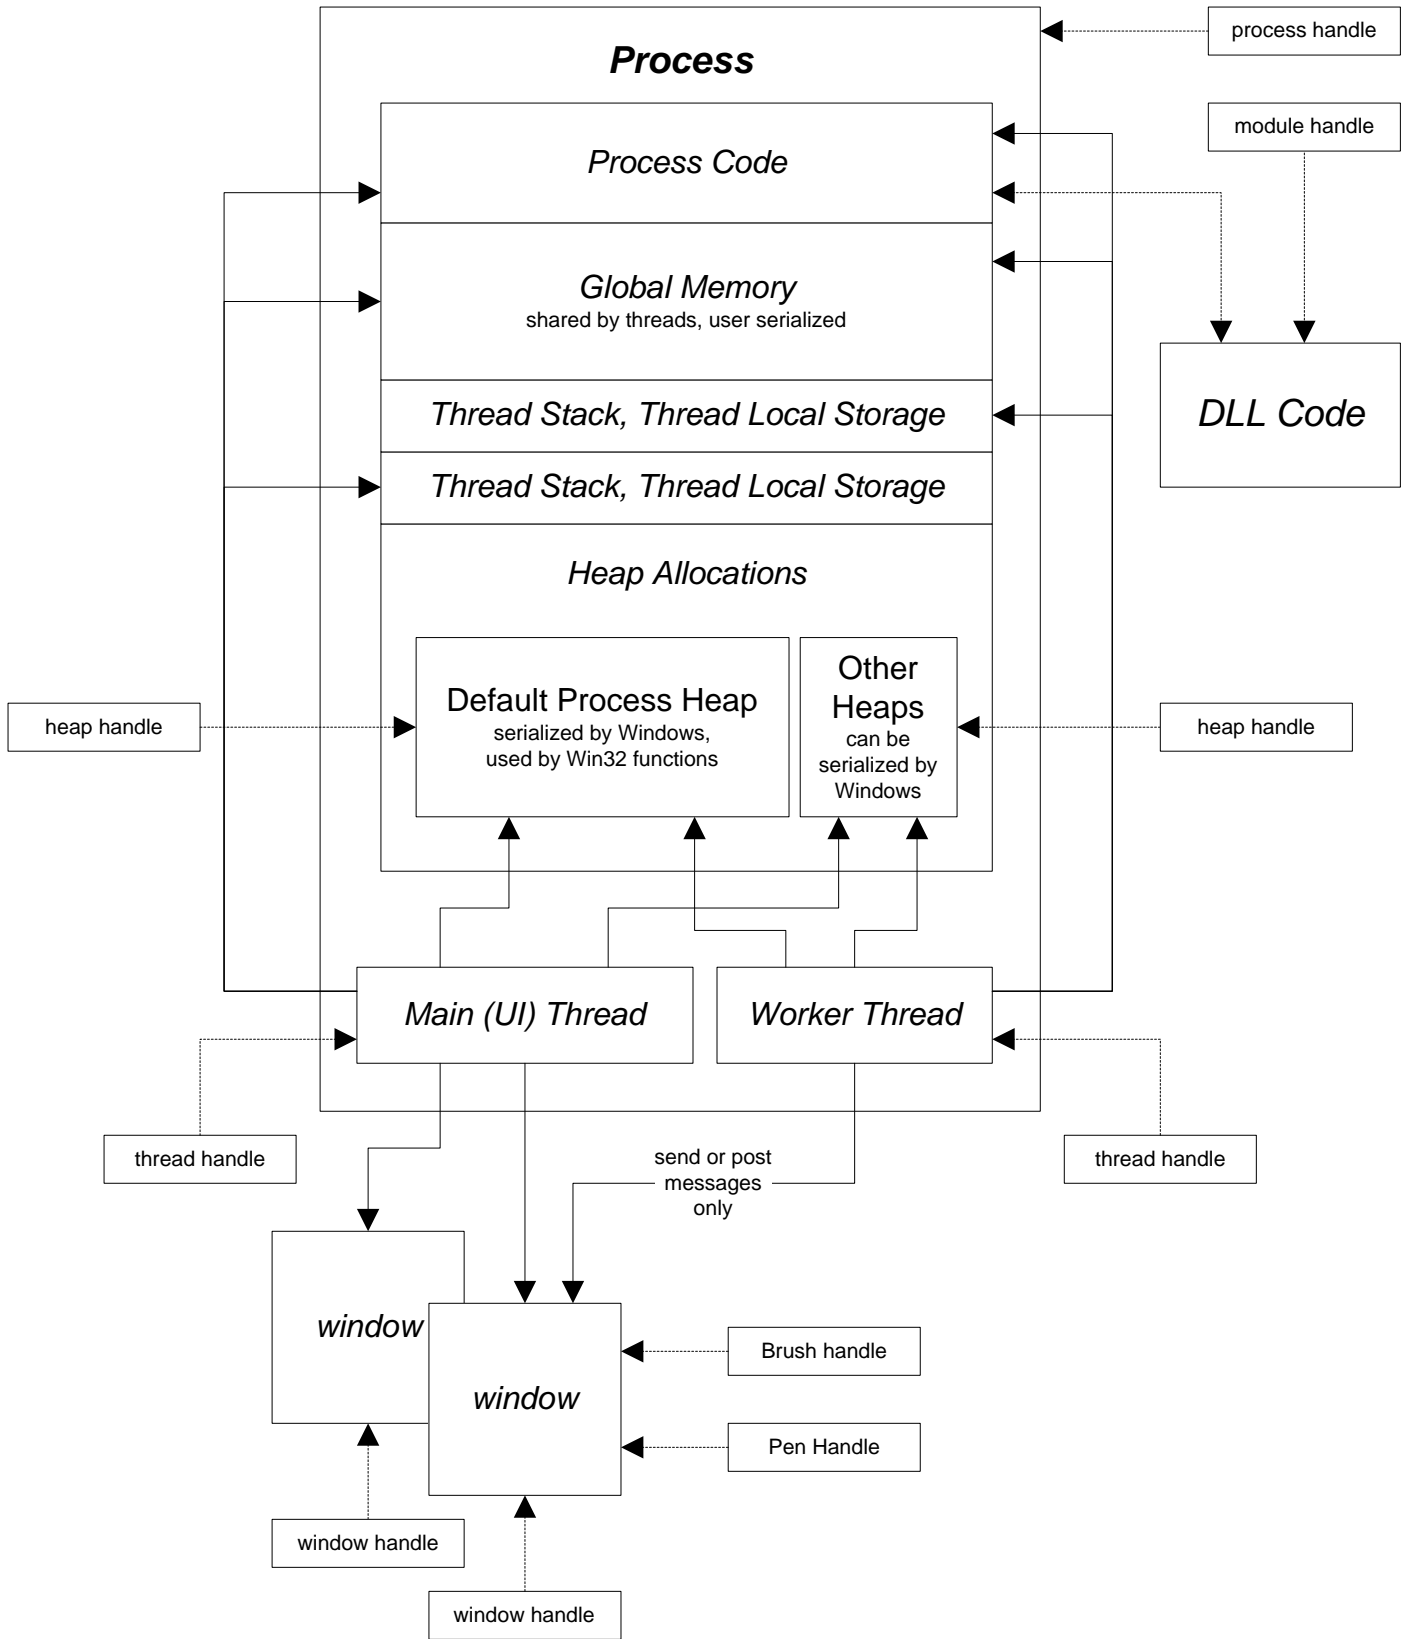 process handle
Process
module handle
Process Code
Global Memory
shared by threads, user serialized
DLL Code
Thread Stack, Thread Local Storage
Thread Stack, Thread Local Storage
Heap Allocations
Other
Heaps
can be
serialized by
Windows
Default Process Heap
serialized by Windows,
used by Win32 functions
heap handle
heap handle
Main (UI) Thread
Worker Thread
thread handle
send or post
messages
only
thread handle
window
Brush handle
window
Pen Handle
window handle
window handle